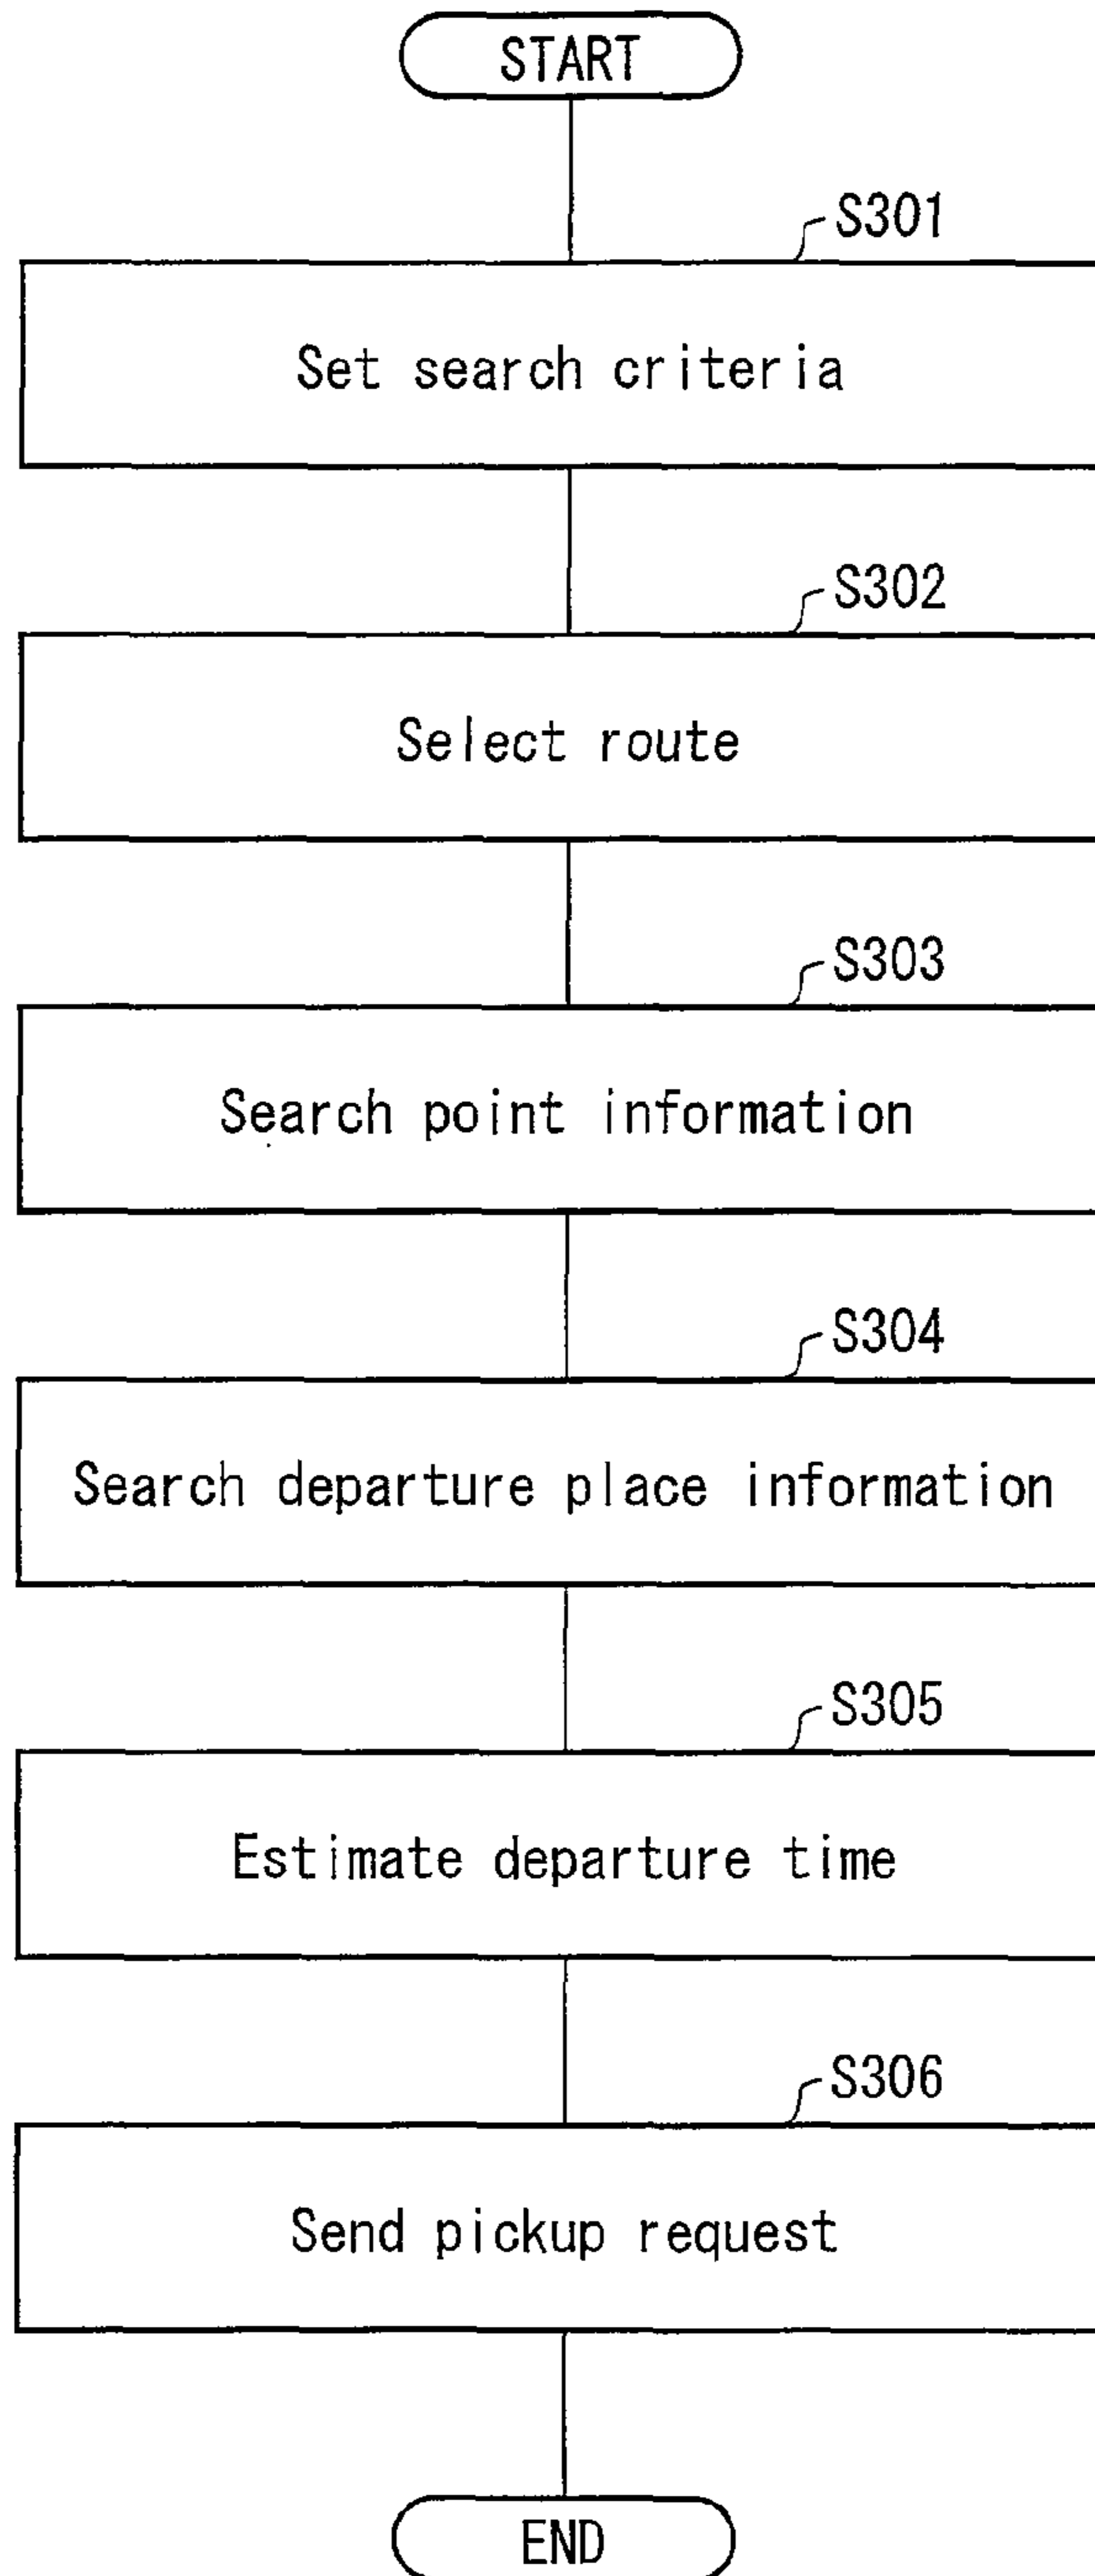 START
S301
Set search criteria
S302
Select route
S303
Search point information
S304
Search departure place information
S305
Estimate departure time
S306
Send pickup request
END